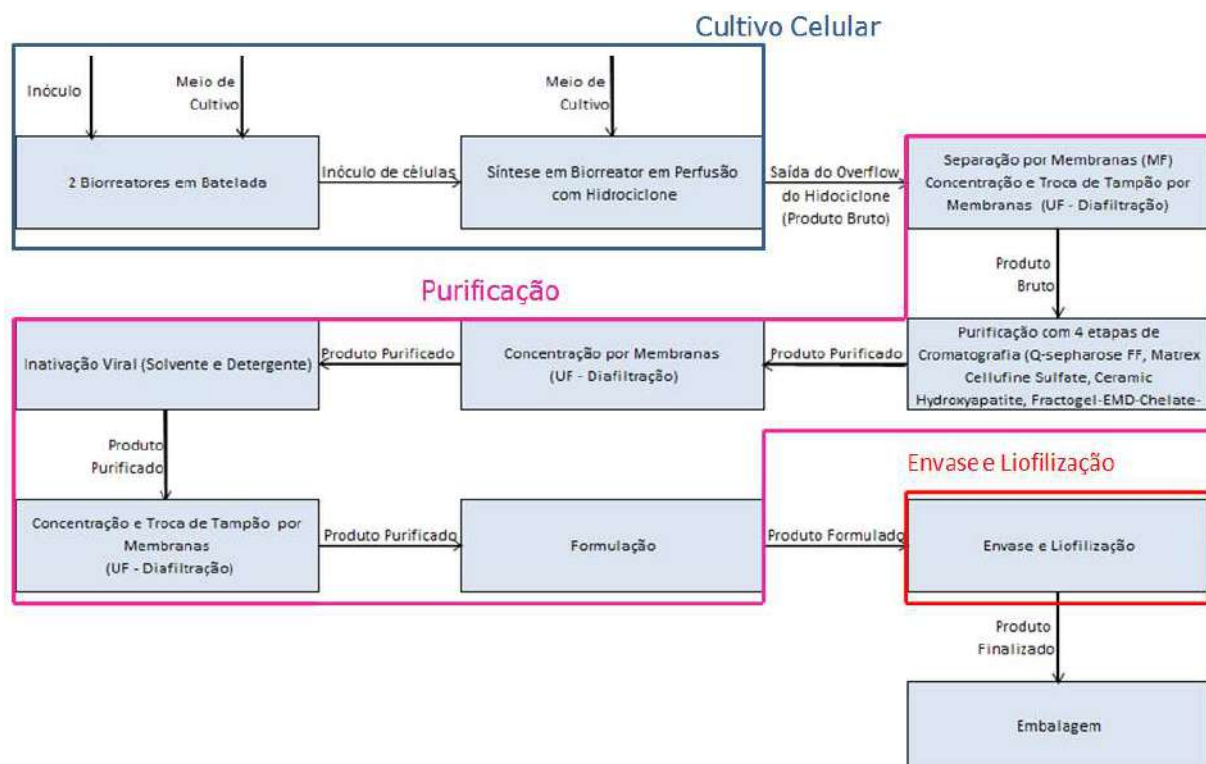 Cultivo Celular
Inóculo
Meio de
Cultivo
Meio de
Cultivo
2 Biorreatores em Batelada
Inóculo de células
Síntese em Biorreator em Perfusão
com Hidrociclone
Saída do Overflow
do Hidociclone
(Produto Bruto)
Separação por Membranas (MF)
Concentração e Troca de Tampão por
Membranas (UF - Diafiltração)
Produto
Bruto
Purificação
Purificação com 4 etapas de
Cromatografia (Q-sepharose FF, Matrex
Cellufine Sulfate, Ceramic
Hydroxyapatite, Fractogel-EMD-Chelate-
Produto Purificado
Concentração por Membranas
(UF - Diafiltração)
Produto Purificado
Inativação Viral (Solvente e Detergente)
Produto
Purificado
Concentração e Troca de Tampão por
Membranas
(UF - Diafiltração)
Produto Purificado
Formulação
Produto Formulado
Envase e Liofilização
Envase e Liofilização
Produto
Finalizado
Embalagem